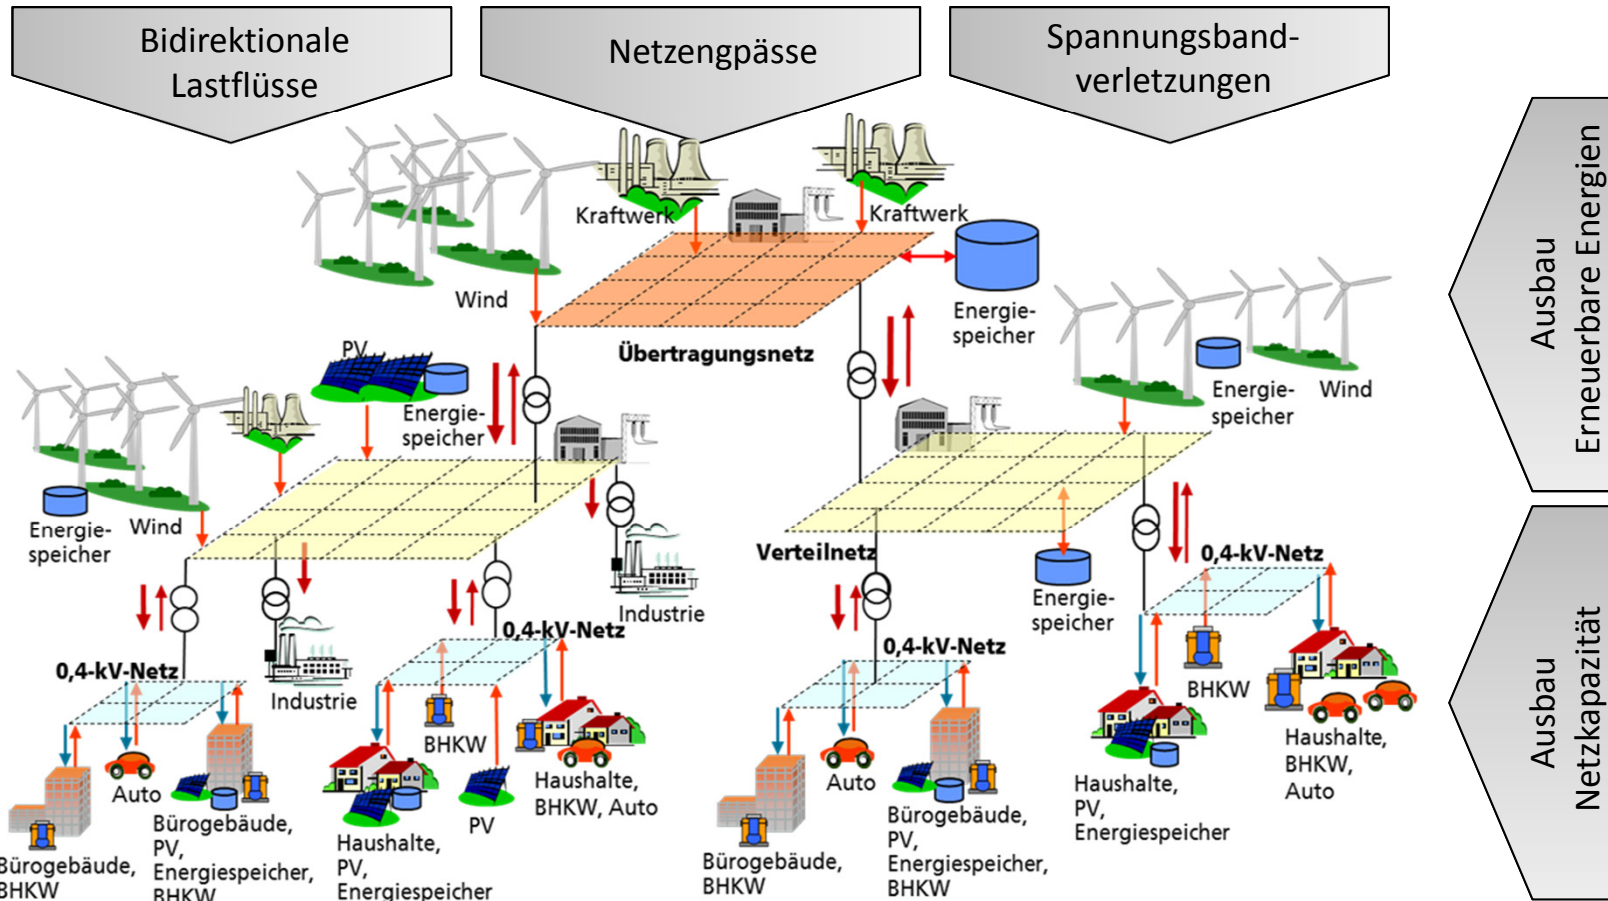 Bidirektionale
Lastflüsse
Netzengpässe
Spannungsband-
verletzungen
Ausbau
Erneuerbare Energien
Ausbau
Netzkapazität
Kraftwerk
Kraftwerk
Wind
Energie-
speicher
Übertragungsnetz
PV
Energie-
speicher
Energie-
speicher
Wind
Energie-
speicher
Wind
Verteilnetz
Energie-
speicher
Industrie
Industrie
0,4-kV-Netz
0,4-kV-Netz
0,4-kV-Netz
0,4-kV-Netz
Bürogebäude,
BHKW
Auto
Bürogebäude,
PV,
Energiespeicher,
BHKW
Haushalte,
PV,
Energiespeicher
BHKW
PV
Haushalte,
BHKW, Auto
Bürogebäude,
BHKW
Auto
Bürogebäude,
PV,
Energiespeicher,
BHKW
Haushalte,
PV,
Energiespeicher
BHKW
Haushalte,
BHKW,
Auto